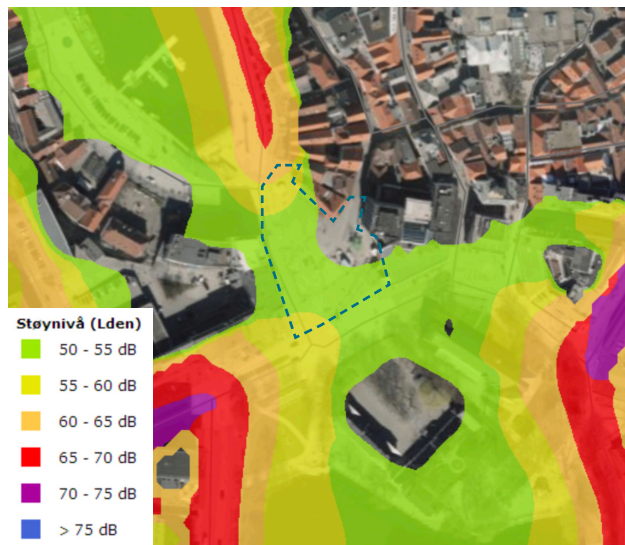 Støynivå (Lden)
50 - 55 dB
55 - 60 dB
60 - 65 dB
65 - 70 dB
70 - 75 dB
> 75 dB